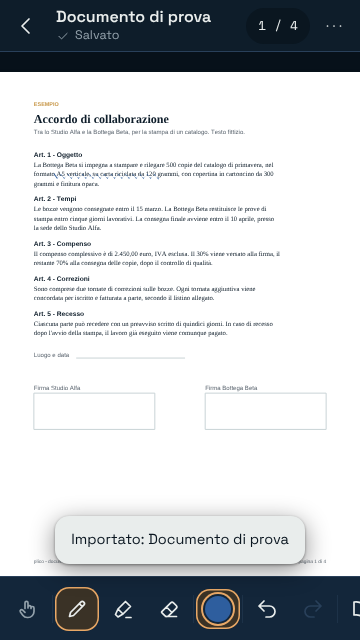 Documento di prova
Salvato
1 / 4
ESEMPIO
Accordo di collaborazione
Tra lo Studio Alfa e la Bottega Beta, per la stampa di un catalogo. Testo fittizio.
Art. 1 - Oggetto
La Bottega Beta si impegna a stampare e rilegare 500 copie del catalogo di primavera, nel
formato A5 verticale, su carta riciclata da 120 grammi, con copertina in cartoncino da 300
grammi e finitura opaca.
Art. 2 - Tempi
Le bozze vengono consegnate entro il 15 marzo. La Bottega Beta restituisce le prove di
stampa entro cinque giorni lavorativi. La consegna finale avviene entro il 10 aprile, presso
la sede dello Studio Alfa.
Art. 3 - Compenso
Il compenso complessivo è di 2.450,00 euro, IVA esclusa. Il 30% viene versato alla firma, il
restante 70% alla consegna delle copie, dopo il controllo di qualità.
Art. 4 - Correzioni
Sono comprese due tornate di correzioni sulle bozze. Ogni tornata aggiuntiva viene
concordata per iscritto e fatturata a parte, secondo il listino allegato.
Art. 5 - Recesso
Ciascuna parte può recedere con un preavviso scritto di quindici giorni. In caso di recesso
dopo l'avvio della stampa, il lavoro già eseguito viene comunque pagato.
Luogo e data
Firma Studio Alfa
Firma Bottega Beta
Importato: Documento di prova